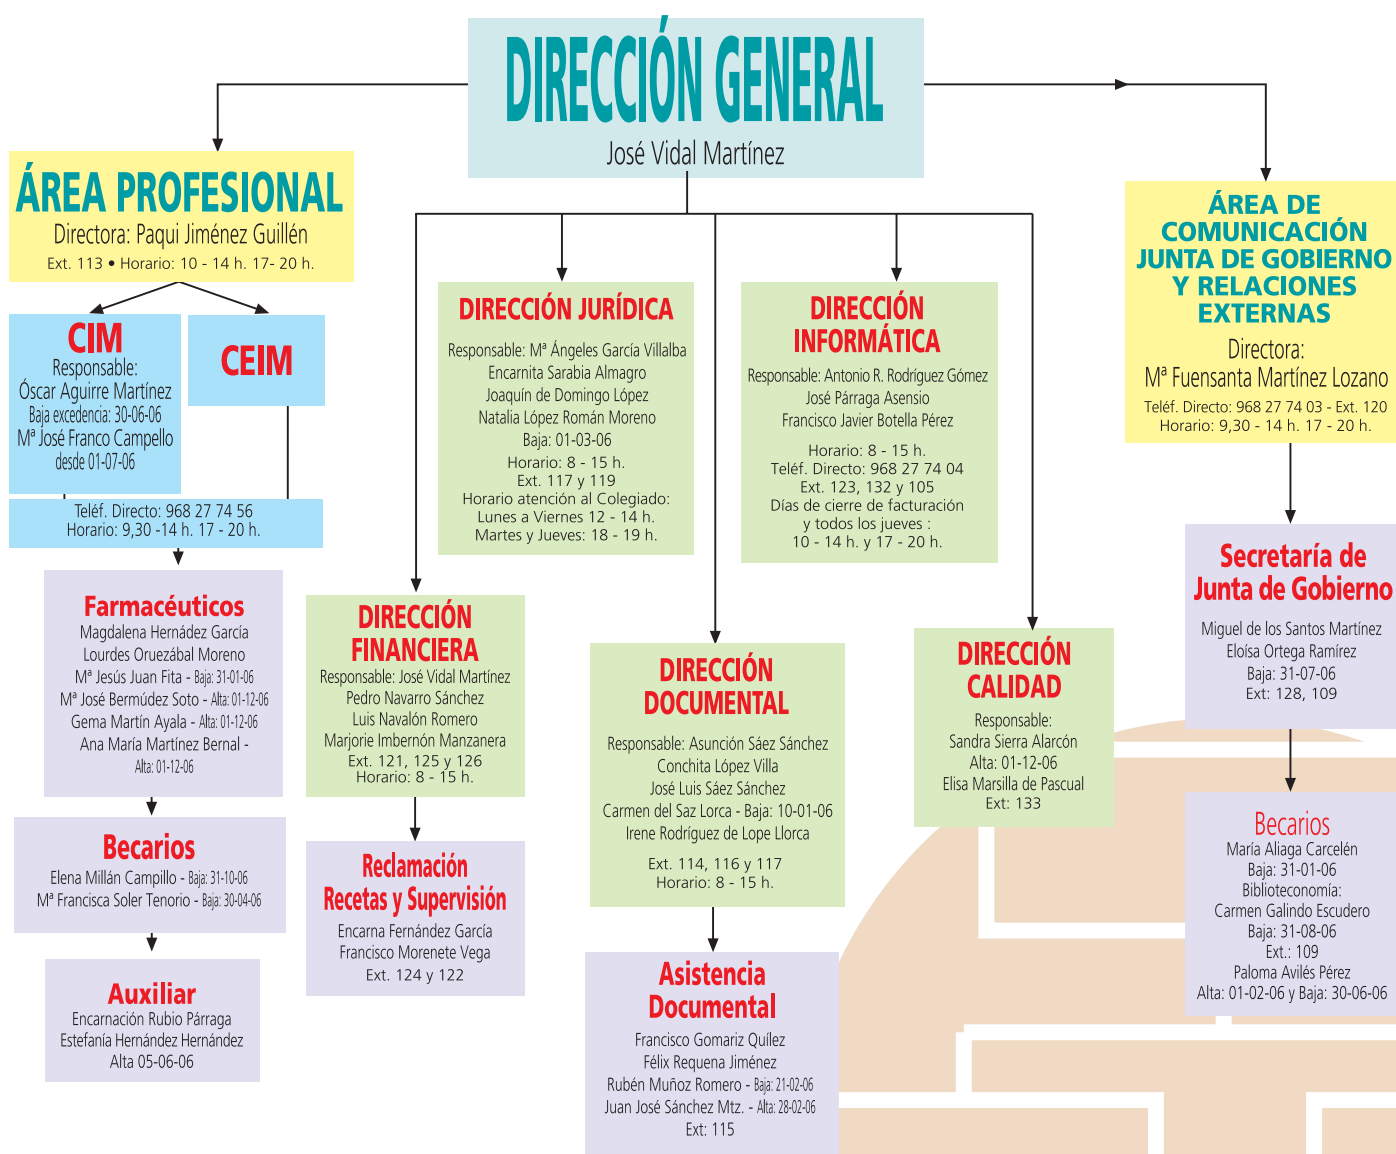 DIRECCIÓN GENERAL
José Vidal Martínez
ÁREA PROFESIONAL
Directora: Paqui Jiménez Guillén
Ext. 113 • Horario: 10 - 14 h. 17- 20 h.
CIM
Responsable:
Óscar Aguirre Martínez
Baja excedencia: 30-06-06
Mª José Franco Campello
desde 01-07-06
CEIM
Teléf. Directo: 968 27 74 56
Horario: 9,30 -14 h. 17 - 20 h.
Farmacéuticos
Magdalena Hernádez García
Lourdes Oruezábal Moreno
Mª Jesús Juan Fita - Baja: 31-01-06
Mª José Bermúdez Soto - Alta: 01-12-06
Gema Martín Ayala - Alta: 01-12-06
Ana María Martínez Bernal -
Alta: 01-12-06
Becarios
Elena Millán Campillo - Baja: 31-10-06
Mª Francisca Soler Tenorio - Baja: 30-04-06
Auxiliar
Encarnación Rubio Párraga
Estefanía Hernández Hernández
Alta 05-06-06
DIRECCIÓN JURÍDICA
Responsable: Mª Ángeles García Villalba
Encarnita Sarabia Almagro
Joaquín de Domingo López
Natalia López Román Moreno
Baja: 01-03-06
Horario: 8 - 15 h.
Ext. 117 y 119
Horario atención al Colegiado:
Lunes a Viernes 12 - 14 h.
Martes y Jueves: 18 - 19 h.
DIRECCIÓN
INFORMÁTICA
Responsable: Antonio R. Rodríguez Gómez
José Párraga Asensio
Francisco Javier Botella Pérez
Horario: 8 - 15 h.
Teléf. Directo: 968 27 74 04
Ext. 123, 132 y 105
Días de cierre de facturación
y todos los jueves :
10 - 14 h. y 17 - 20 h.
DIRECCIÓN
FINANCIERA
Responsable: José Vidal Martínez
Pedro Navarro Sánchez
Luis Navalón Romero
Marjorie Imbernón Manzanera
Ext. 121, 125 y 126
Horario: 8 - 15 h.
Reclamación
Recetas y Supervisión
Encarna Fernández García
Francisco Morenete Vega
Ext. 124 y 122
DIRECCIÓN
DOCUMENTAL
Responsable: Asunción Sáez Sánchez
Conchita López Villa
José Luis Sáez Sánchez
Carmen del Saz Lorca - Baja: 10-01-06
Irene Rodríguez de Lope Llorca
Ext. 114, 116 y 117
Horario: 8 - 15 h.
Asistencia
Documental
Francisco Gomariz Quílez
Félix Requena Jiménez
Rubén Muñoz Romero - Baja: 21-02-06
Juan José Sánchez Mtz. - Alta: 28-02-06
Ext: 115
DIRECCIÓN
CALIDAD
Responsable:
Sandra Sierra Alarcón
Alta: 01-12-06
Elisa Marsilla de Pascual
Ext: 133
ÁREA DE
COMUNICACIÓN
JUNTA DE GOBIERNO
Y RELACIONES
EXTERNAS
Directora:
Mª Fuensanta Martínez Lozano
Teléf. Directo: 968 27 74 03 - Ext. 120
Horario: 9,30 - 14 h. 17 - 20 h.
Secretaría de
Junta de Gobierno
Miguel de los Santos Martínez
Eloísa Ortega Ramírez
Baja: 31-07-06
Ext: 128, 109
Becarios
María Aliaga Carcelén
Baja: 31-01-06
Biblioteconomía:
Carmen Galindo Escudero
Baja: 31-08-06
Ext.: 109
Paloma Avilés Pérez
Alta: 01-02-06 y Baja: 30-06-06